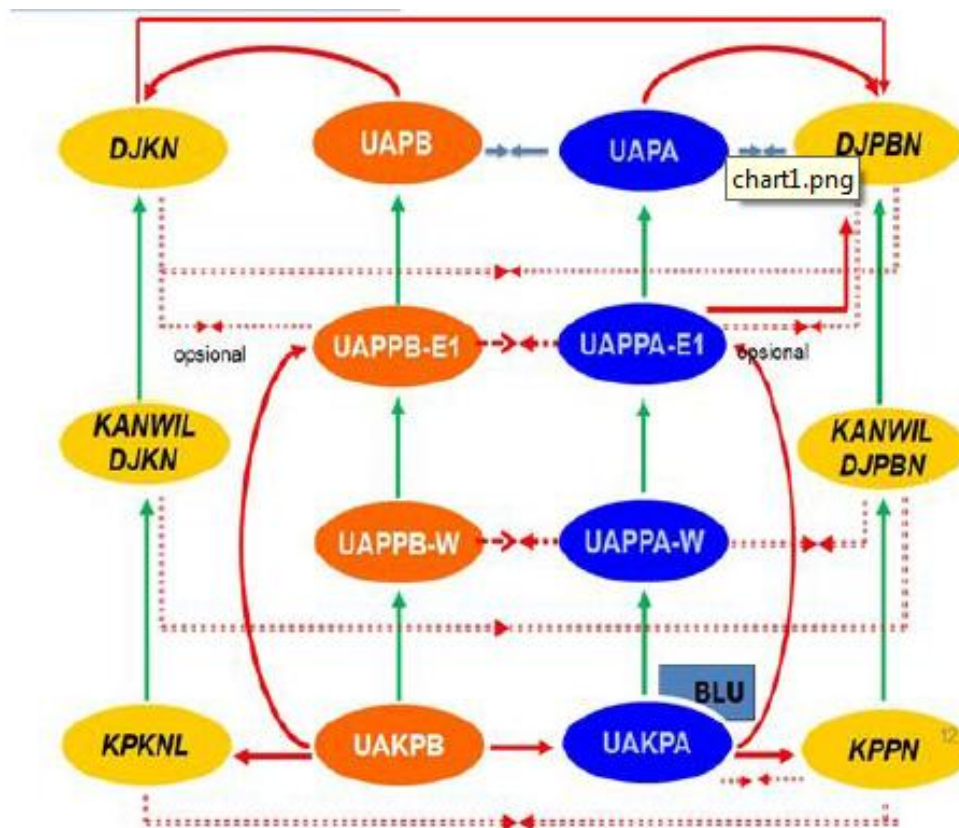 DJKN
UAPB
UAPA
DJPBN
chart1.png
UAPPB-E1
UAPPA-E1
opsional
opsional
KANWIL
DJKN
KANWIL
DJPBN
UAPPB-W
UAPPA-W
BLU
KPKNL
UAKPB
UAKPA
KPPN
12